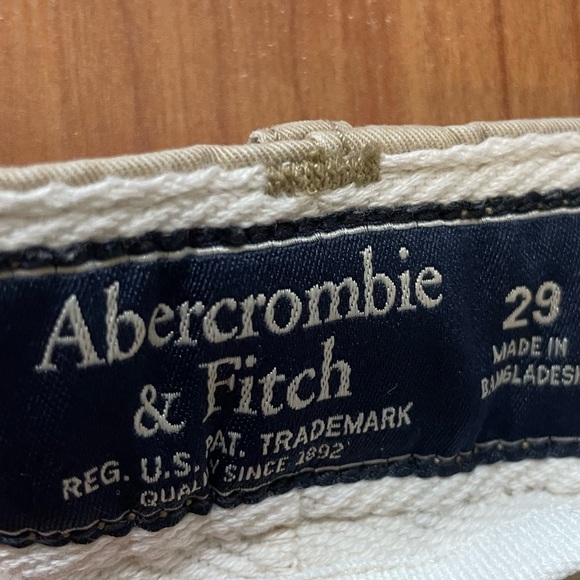 Abercrombie
& Fitch
REG. U.S. PAT. TRADEMARK
QUALITY SINCE 1892
29
MADE IN
BANGLADESH